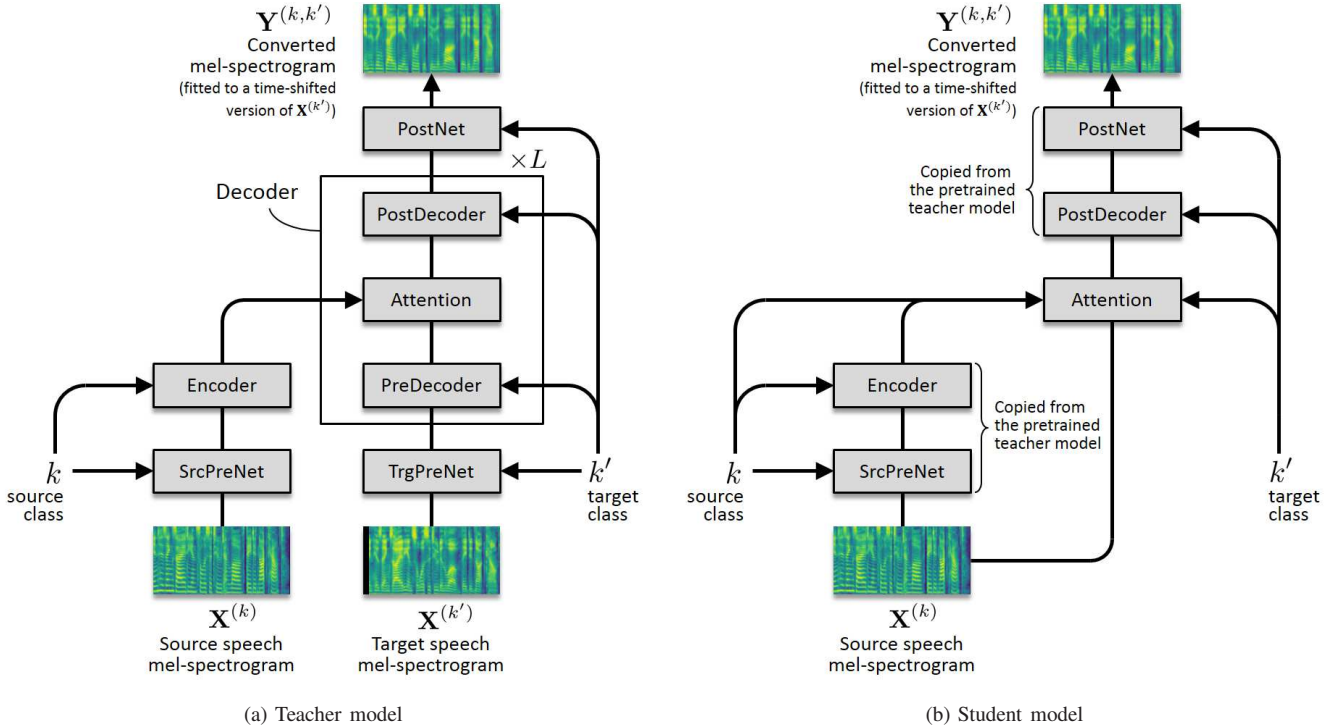 Y^{(k,k′)}
Converted
mel-spectrogram
(fitted to a time-shifted
version of X^{(k′)})
PostNet
×L
Decoder
PostDecoder
Attention
Encoder
PreDecoder
k
source
class
SrcPreNet
TrgPreNet
k′
target
class
X^{(k)}
Source speech
mel-spectrogram
X^{(k′)}
Target speech
mel-spectrogram
(a) Teacher model
Y^{(k,k′)}
Converted
mel-spectrogram
(fitted to a time-shifted
version of X^{(k′)})
PostNet
Copied from
the pretrained
teacher model
PostDecoder
Attention
Encoder
Copied from
the pretrained
teacher model
k
source
class
SrcPreNet
k′
target
class
X^{(k)}
Source speech
mel-spectrogram
(b) Student model